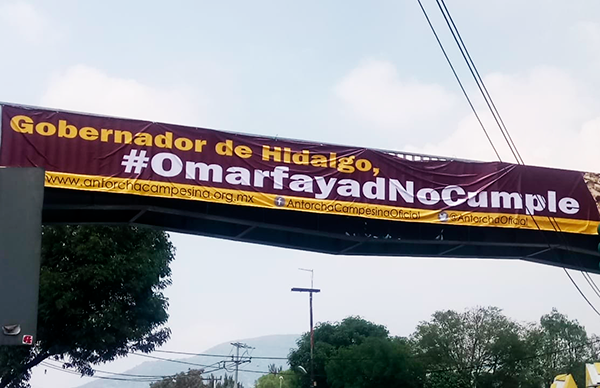 Gobernador de Hidalgo,
#OmarfayadNoCumple
www.antorchacampesina.org.mx AntorchaCampesinaOficial @AntorchaOficial